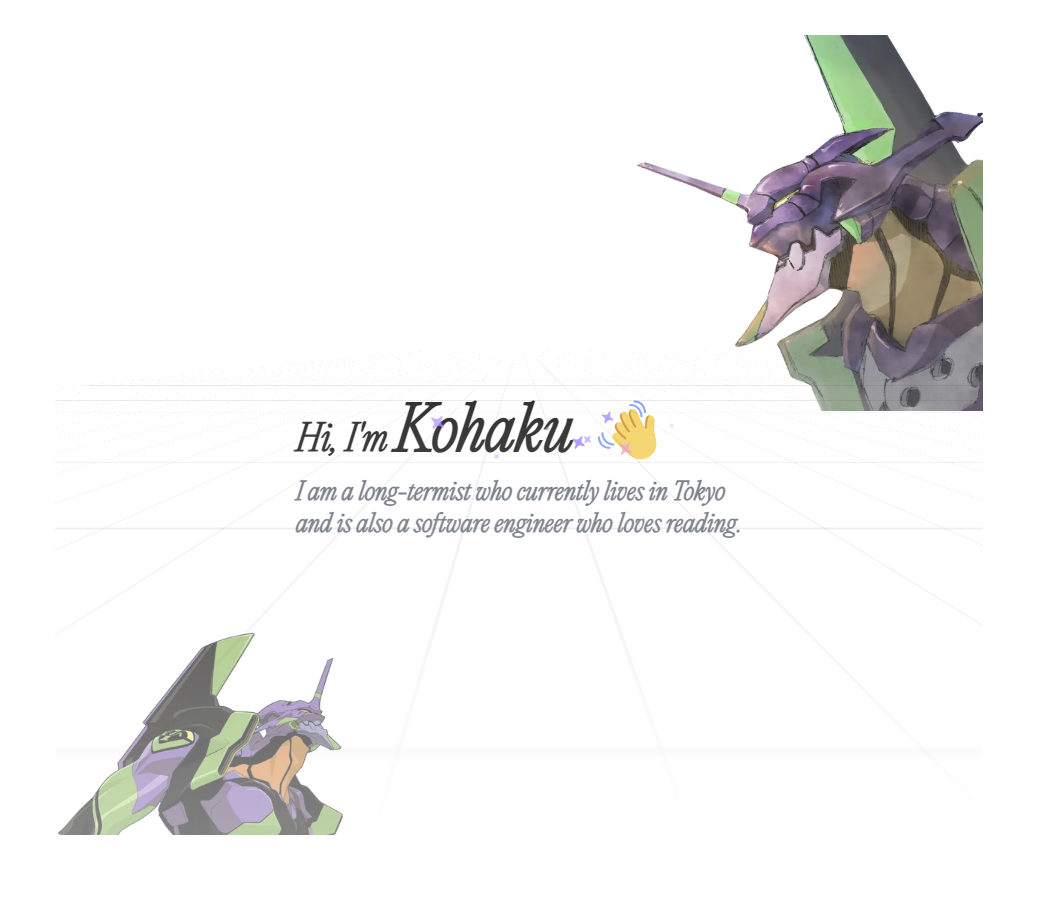 Hi, I'm Kohaku
I am a long-termist who currently lives in Tokyo
and is also a software engineer who loves reading.